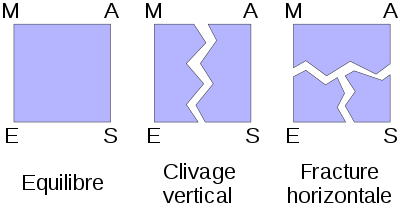 M A M A M A
E S E S E S
Equilibre
Clivage
vertical
Fracture
horizontale